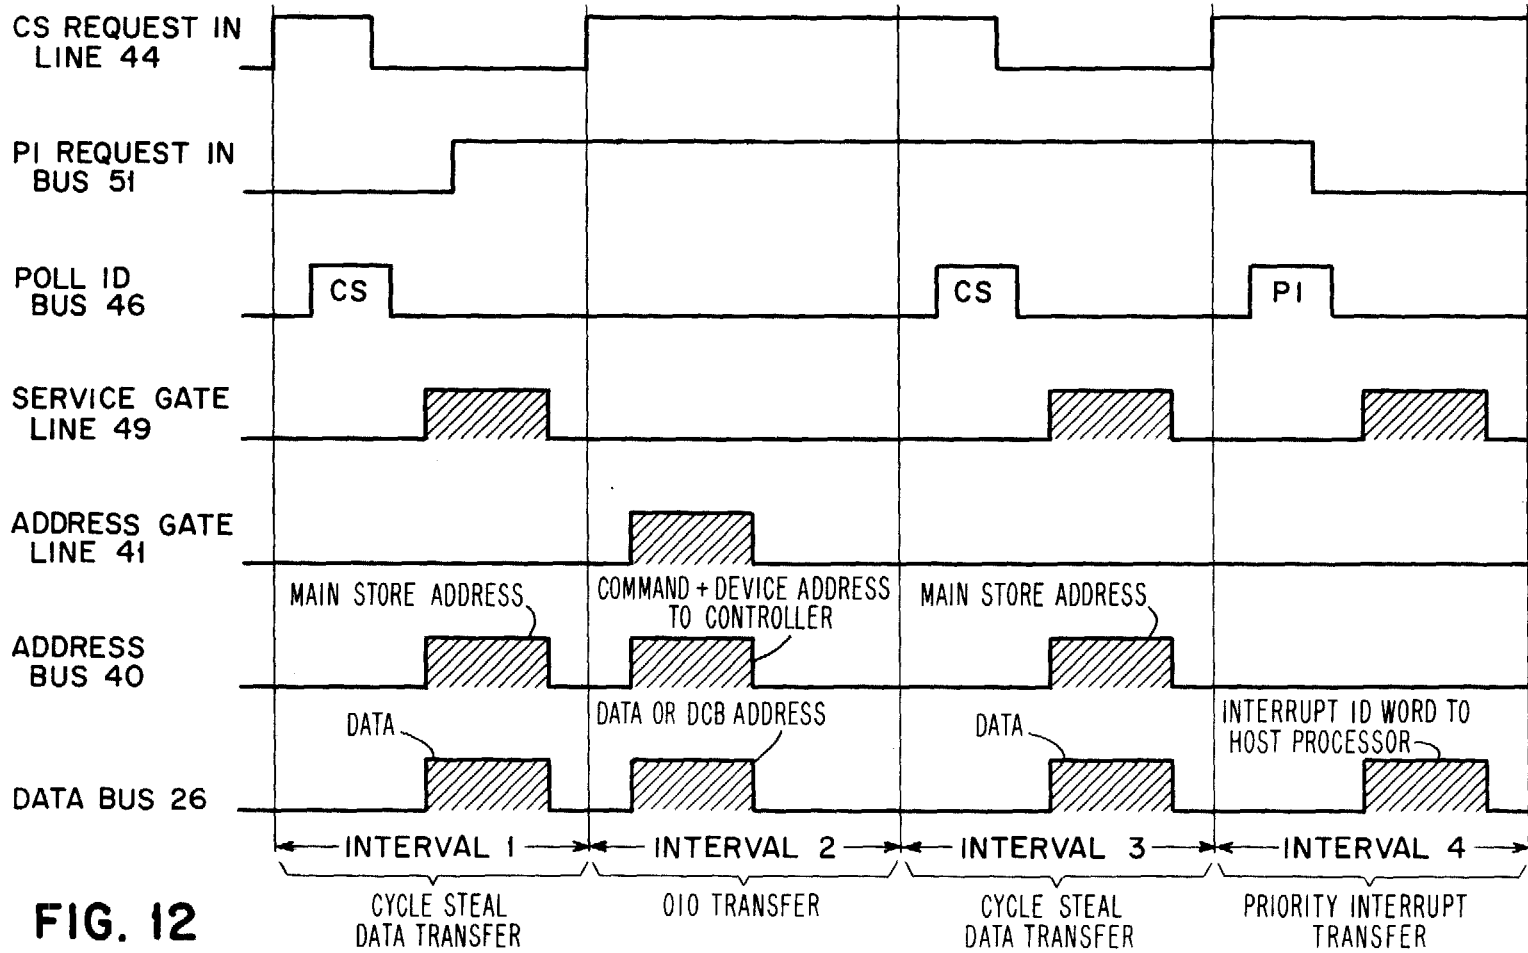 CS REQUEST IN
LINE 44
PI REQUEST IN
BUS 51
POLL ID
BUS 46
CS
CS
PI
SERVICE GATE
LINE 49
ADDRESS GATE
LINE 41
MAIN STORE ADDRESS
COMMAND + DEVICE ADDRESS
TO CONTROLLER
MAIN STORE ADDRESS
ADDRESS
BUS 40
DATA
DATA OR DCB ADDRESS
DATA
INTERRUPT ID WORD TO
HOST PROCESSOR
DATA BUS 26
INTERVAL 1
INTERVAL 2
INTERVAL 3
INTERVAL 4
CYCLE STEAL
DATA TRANSFER
OIO TRANSFER
CYCLE STEAL
DATA TRANSFER
PRIORITY INTERRUPT
TRANSFER
FIG. 12